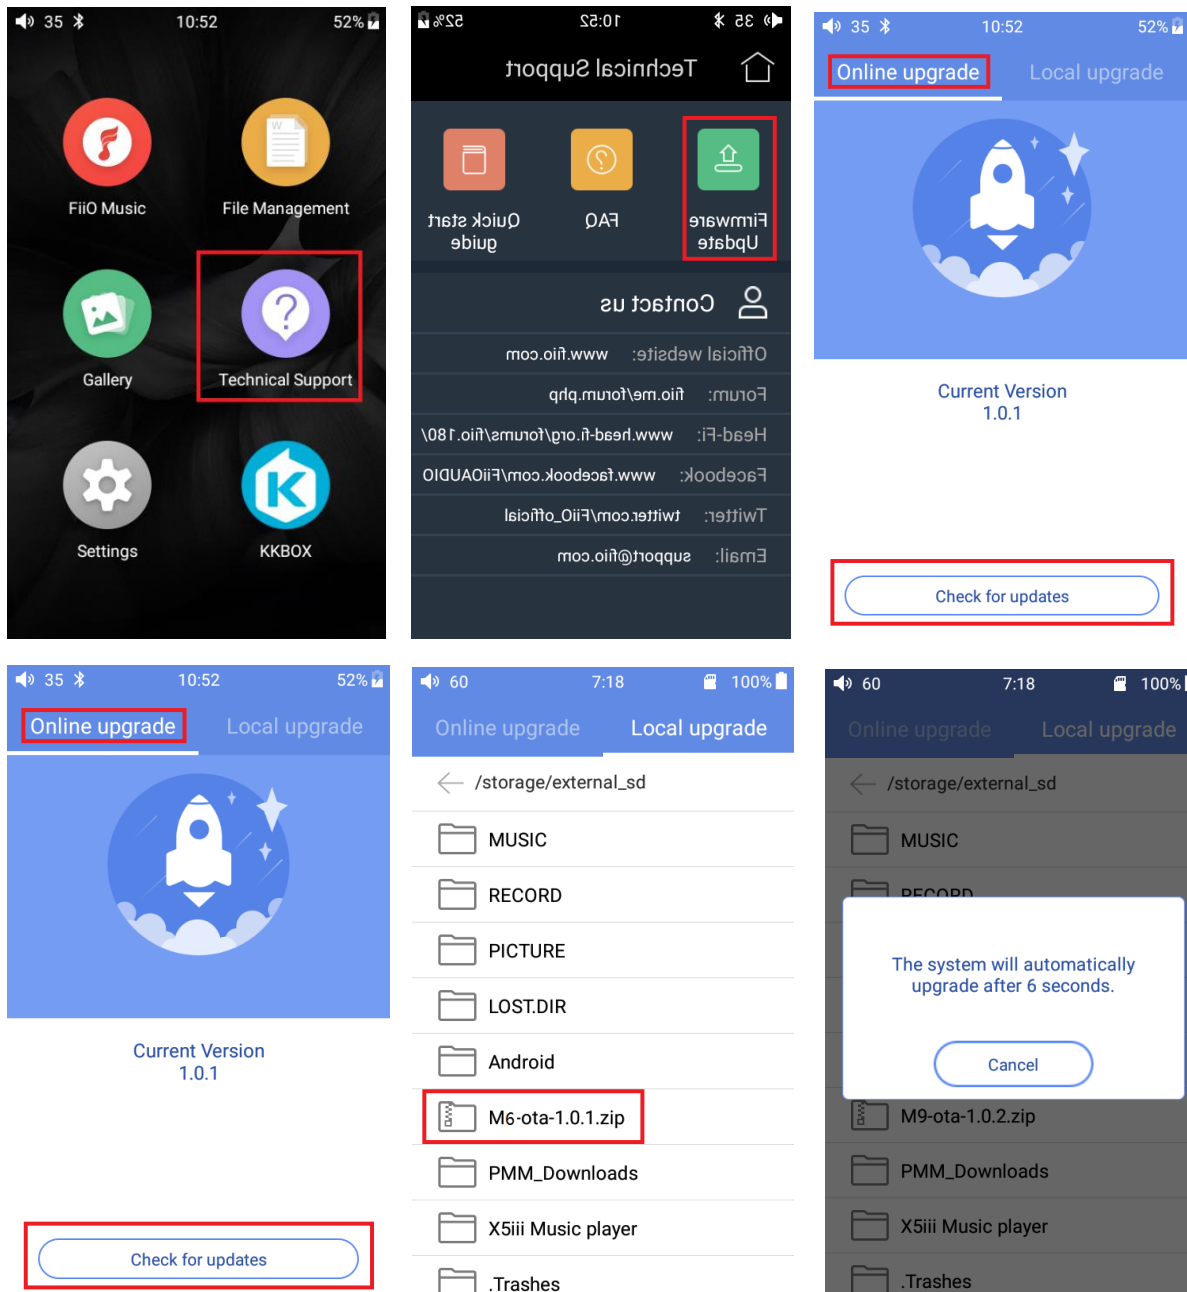 35 10:52 52%
FiiO Music File Management
Gallery Technical Support
Settings KKBOX
35 10:52 52%
Technical Support
Firmware Update
FAQ
Quick start guide
Contact us
Official website: www.fiio.com
Forum: fiio.me/forum.php
Head-Fi: www.head-fi.org/forums/fiio.180/
Facebook: www.facebook.com/FiiOAUDIO
Twitter: twitter.com/FiiO_official
Email: support@fiio.com
35 10:52 52%
Online upgrade Local upgrade
Current Version
1.0.1
Check for updates
35 10:52 52%
Online upgrade Local upgrade
Current Version
1.0.1
Check for updates
60 7:18 100%
Online upgrade Local upgrade
/storage/external_sd
MUSIC
RECORD
PICTURE
LOST.DIR
Android
M6-ota-1.0.1.zip
PMM_Downloads
X5iii Music player
.Trashes
60 7:18 100%
Online upgrade Local upgrade
/storage/external_sd
MUSIC
RECORD
The system will automatically
upgrade after 6 seconds.
Cancel
M9-ota-1.0.2.zip
PMM_Downloads
X5iii Music player
.Trashes